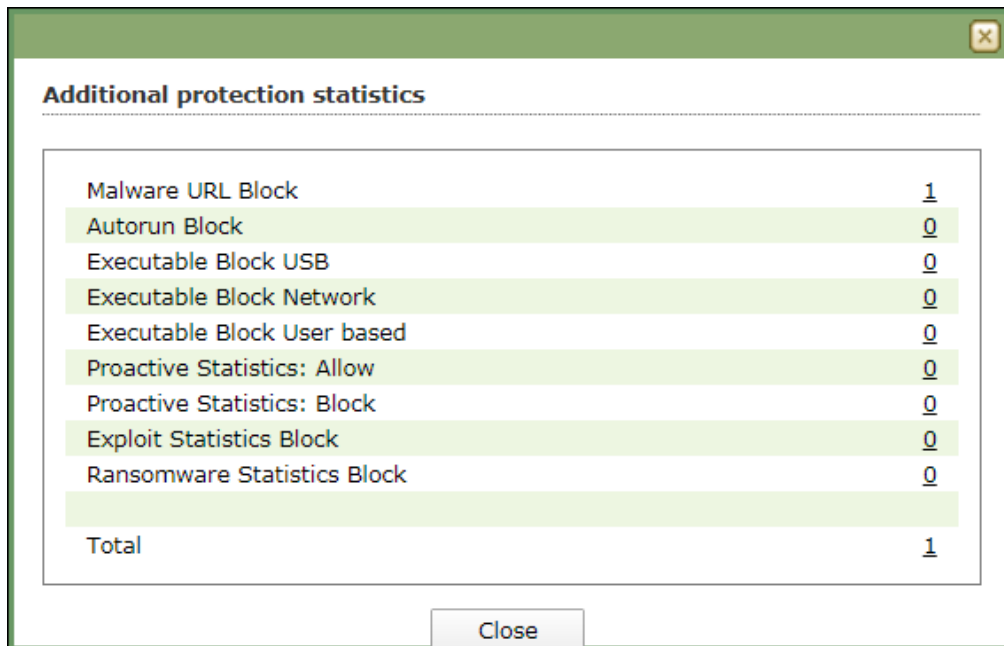 Additional protection statistics
Malware URL Block 1
Autorun Block 0
Executable Block USB 0
Executable Block Network 0
Executable Block User based 0
Proactive Statistics: Allow 0
Proactive Statistics: Block 0
Exploit Statistics Block 0
Ransomware Statistics Block 0
Total 1
Close